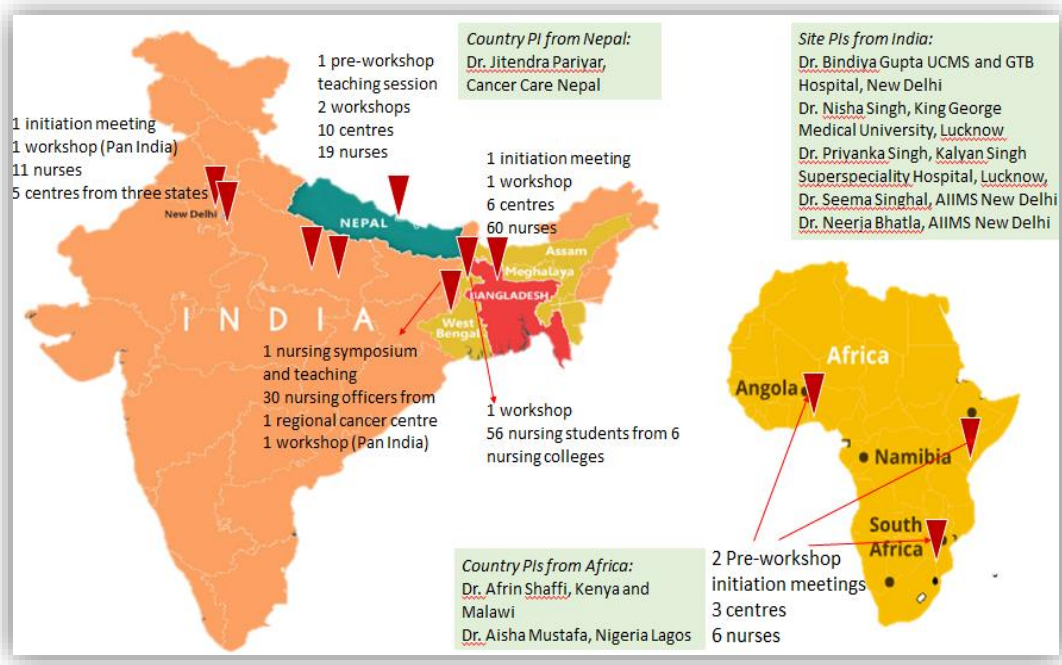 Country PI from Nepal:
Dr. Jitendra Pariyar,
Cancer Care Nepal
Site PIs from India:
Dr. Bindiya Gupta UCMS and GTB
Hospital, New Delhi
Dr. Nisha Singh, King George
Medical University, Lucknow
Dr. Priyanka Singh, Kalyan Singh
Superspeciality Hospital, Lucknow,
Dr. Seema Singhal, AIIMS New Delhi
Dr. Neerja Bhatla, AIIMS New Delhi
1 pre-workshop
teaching session
2 workshops
10 centres
19 nurses
1 initiation meeting
1 workshop (Pan India)
11 nurses
5 centres from three states
1 initiation meeting
1 workshop
6 centres
60 nurses
New Delhi
NEPAL
Assam
Meghalaya
BANGLADESH
West
Bengal
INDIA
1 nursing symposium
and teaching
30 nursing officers from
1 regional cancer centre
1 workshop (Pan India)
1 workshop
56 nursing students from 6
nursing colleges
Africa
Angola
Namibia
South
Africa
2 Pre-workshop
initiation meetings
3 centres
6 nurses
Country PIs from Africa:
Dr. Afrin Shaffi, Kenya and
Malawi
Dr. Aisha Mustafa, Nigeria Lagos